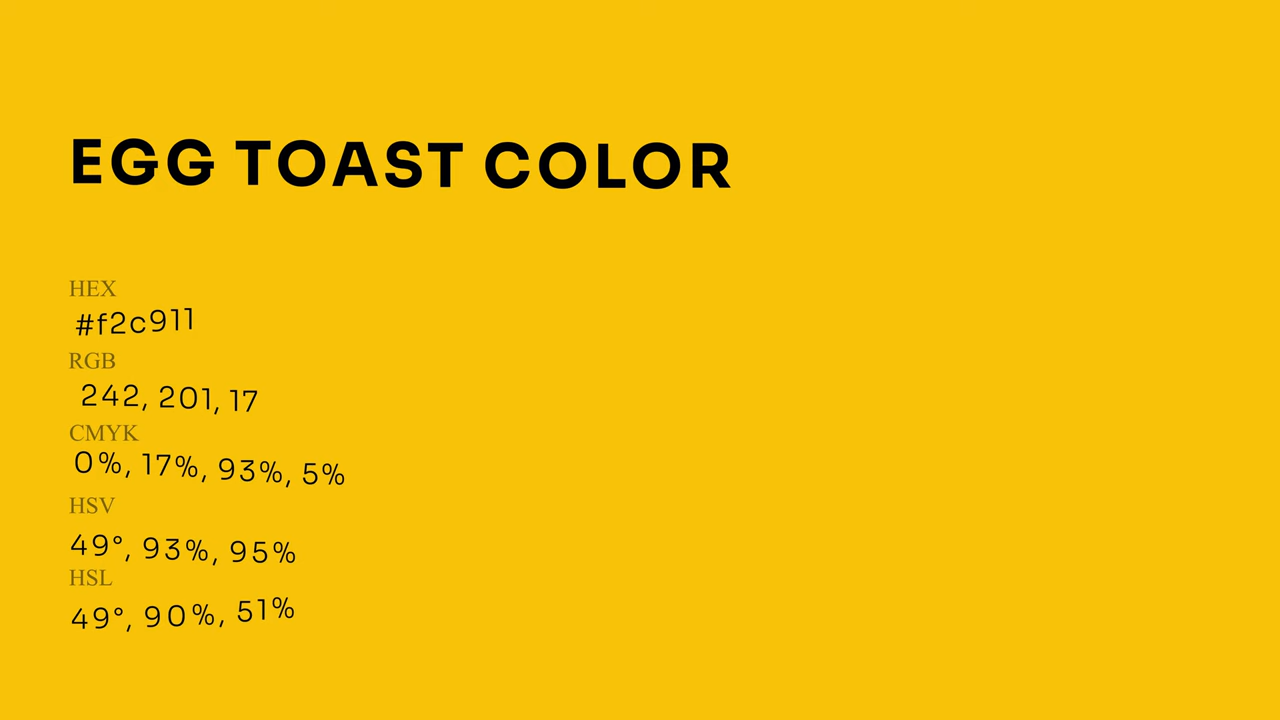 EGG TOAST COLOR
HEX
#f2c911
RGB
242, 201, 17
CMYK
0%, 17%, 93%, 5%
HSV
49°, 93%, 95%
HSL
49°, 90%, 51%